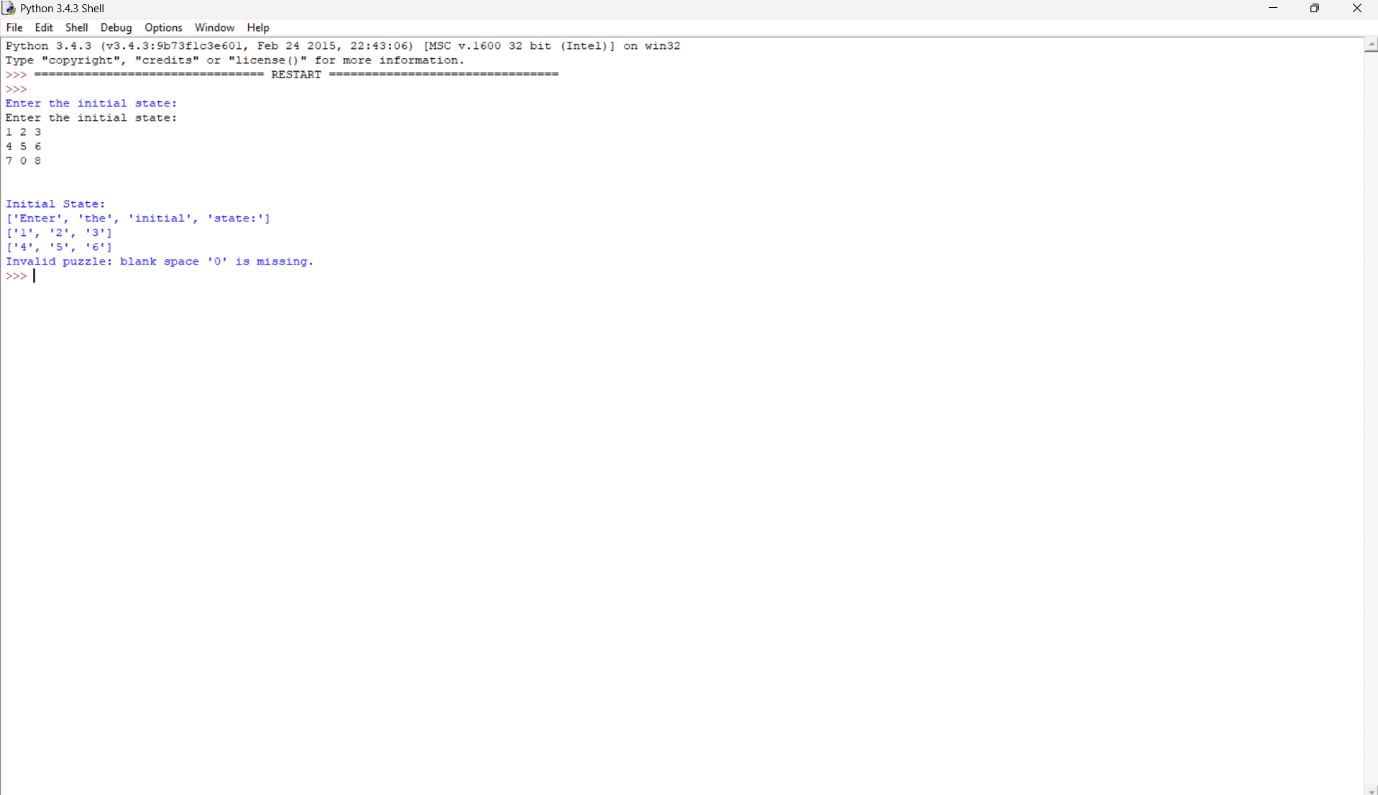 Python 3.4.3 Shell
File Edit Shell Debug Options Window Help
Python 3.4.3 (v3.4.3:9b73f1c3e601, Feb 24 2015, 22:43:06) [MSC v.1600 32 bit (Intel)] on win32
Type "copyright", "credits" or "license()" for more information.
>>> ================================ RESTART ================================
>>>
Enter the initial state:
Enter the initial state:
1 2 3
4 5 6
7 0 8
Initial State:
['Enter', 'the', 'initial', 'state:']
['1', '2', '3']
['4', '5', '6']
Invalid puzzle: blank space '0' is missing.
>>>